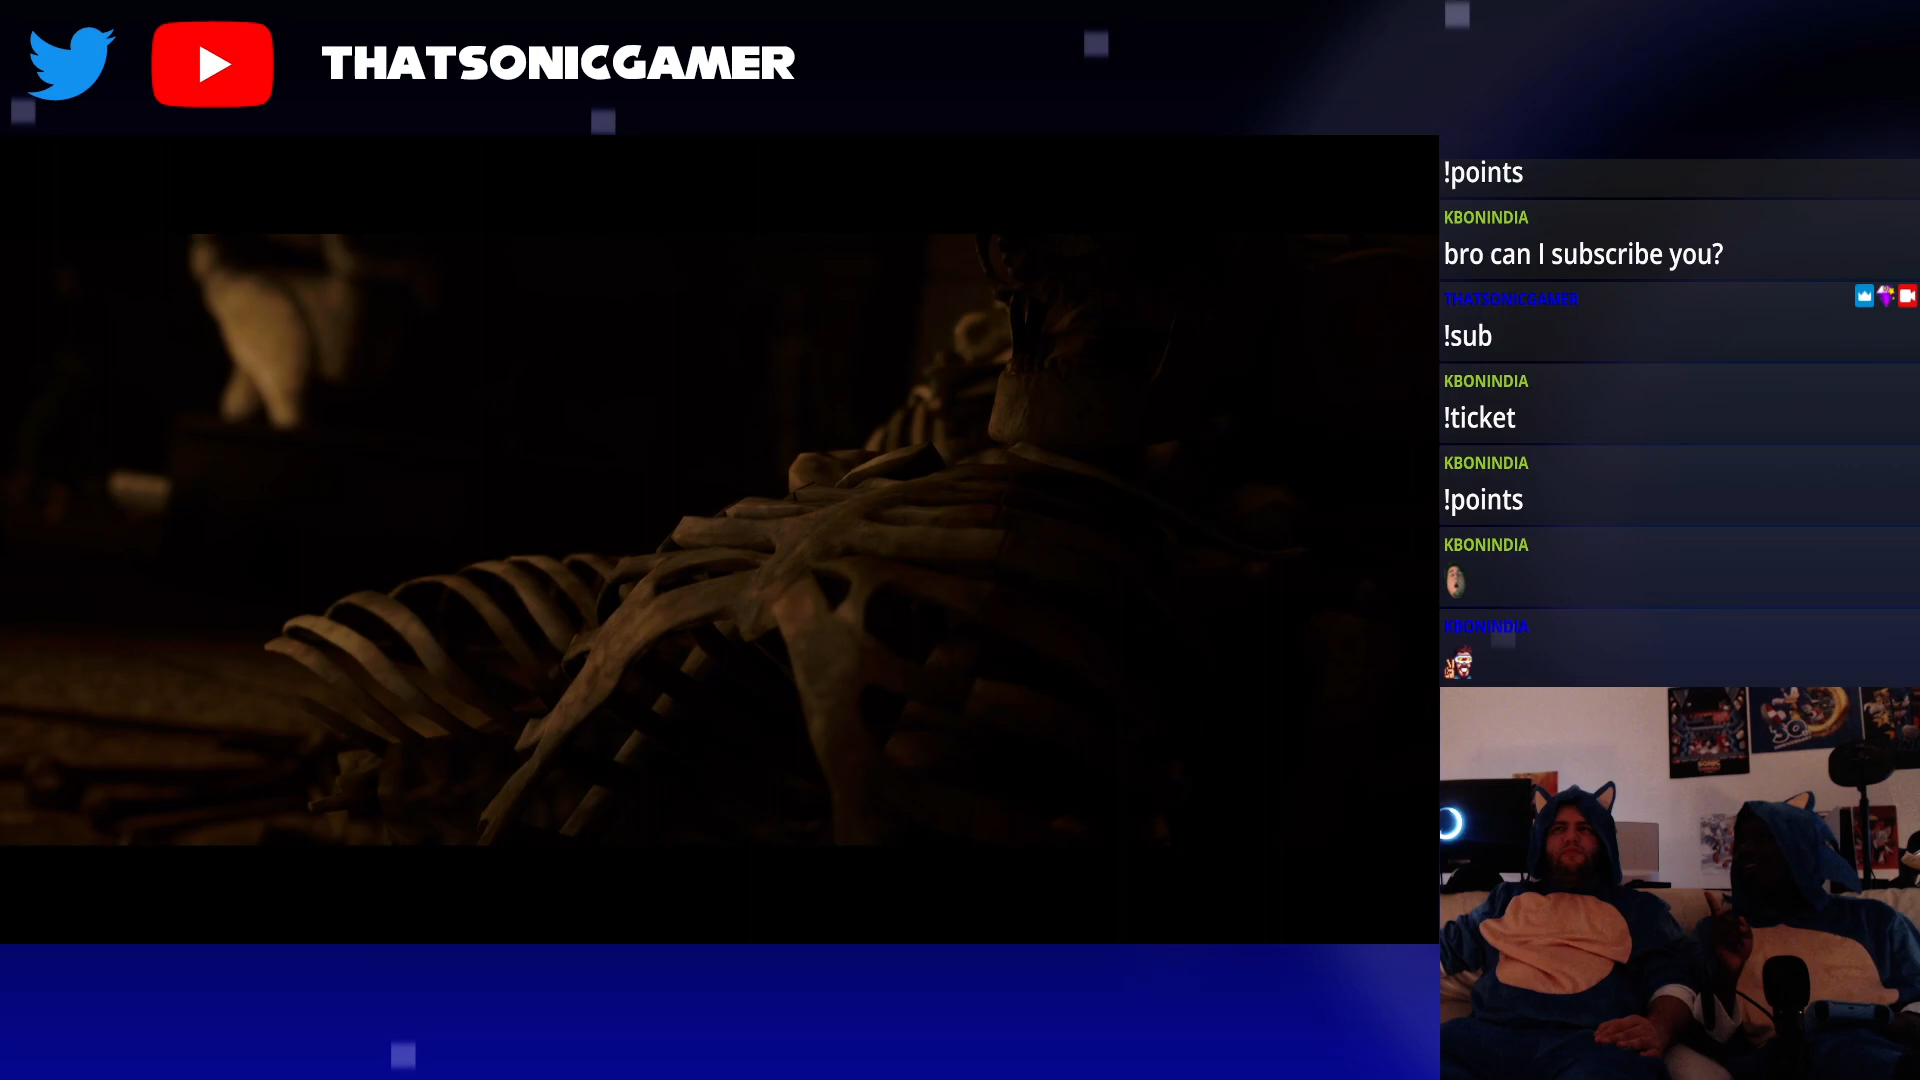 THATSONICGAMER
!points
KBONINDIA
bro can I subscribe you?
THATSONICGAMER
!sub
KBONINDIA
!ticket
KBONINDIA
!points
KBONINDIA
KBONINDIA